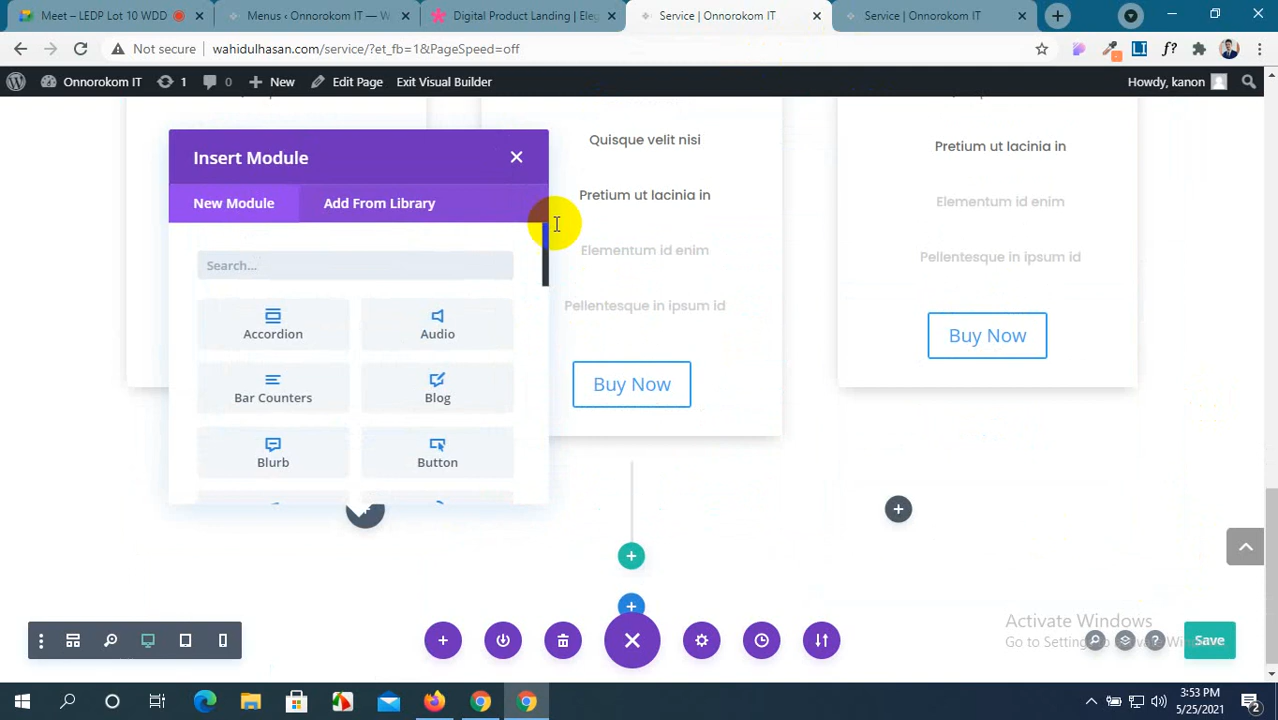 Meet – LEDP Lot 10 WDD
Menus ‹ Onnorokom IT — W
Digital Product Landing | Ele
Service | Onnorokom IT
Service | Onnorokom IT
Not secure
wahidulhasan.com/service/?et_fb=1&PageSpeed=off
Onnorokom IT
1
0
New
Edit Page
Exit Visual Builder
Howdy, kanon
Insert Module
New Module
Add From Library
Search...
Accordion
Audio
Bar Counters
Blog
Blurb
Button
Quisque velit nisi
Pretium ut lacinia in
Elementum id enim
Pellentesque in ipsum id
Buy Now
Pretium ut lacinia in
Elementum id enim
Pellentesque in ipsum id
Buy Now
Activate Windows
Go to Setting
Save
3:53 PM
5/25/2021
2